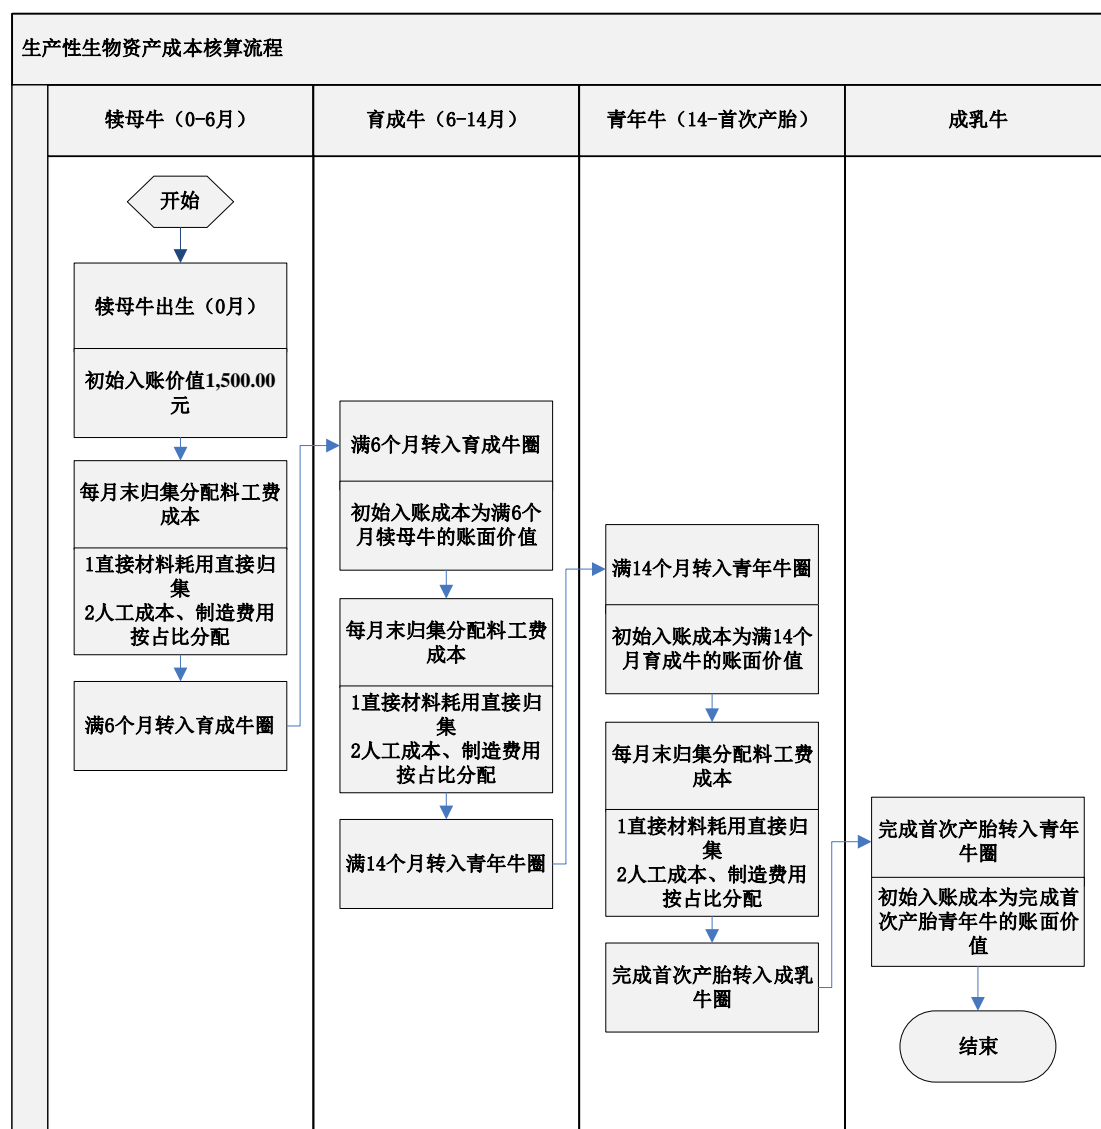 生产性生物资产成本核算流程
犊母牛（0-6月）
育成牛（6-14月）
青年牛（14-首次产胎）
成乳牛
开始
犊母牛出生（0月）
初始入账价值1,500.00
元
每月末归集分配料工费
成本
1直接材料耗用直接归
集
2人工成本、制造费用
按占比分配
满6个月转入育成牛圈
满6个月转入育成牛圈
初始入账成本为满6个
月犊母牛的账面价值
每月末归集分配料工费
成本
1直接材料耗用直接归
集
2人工成本、制造费用
按占比分配
满14个月转入青年牛圈
满14个月转入青年牛圈
初始入账成本为满14个
月育成牛的账面价值
每月末归集分配料工费
成本
1直接材料耗用直接归
集
2人工成本、制造费用
按占比分配
完成首次产胎转入成乳
牛圈
完成首次产胎转入青年
牛圈
初始入账成本为完成首
次产胎青年牛的账面价
值
结束